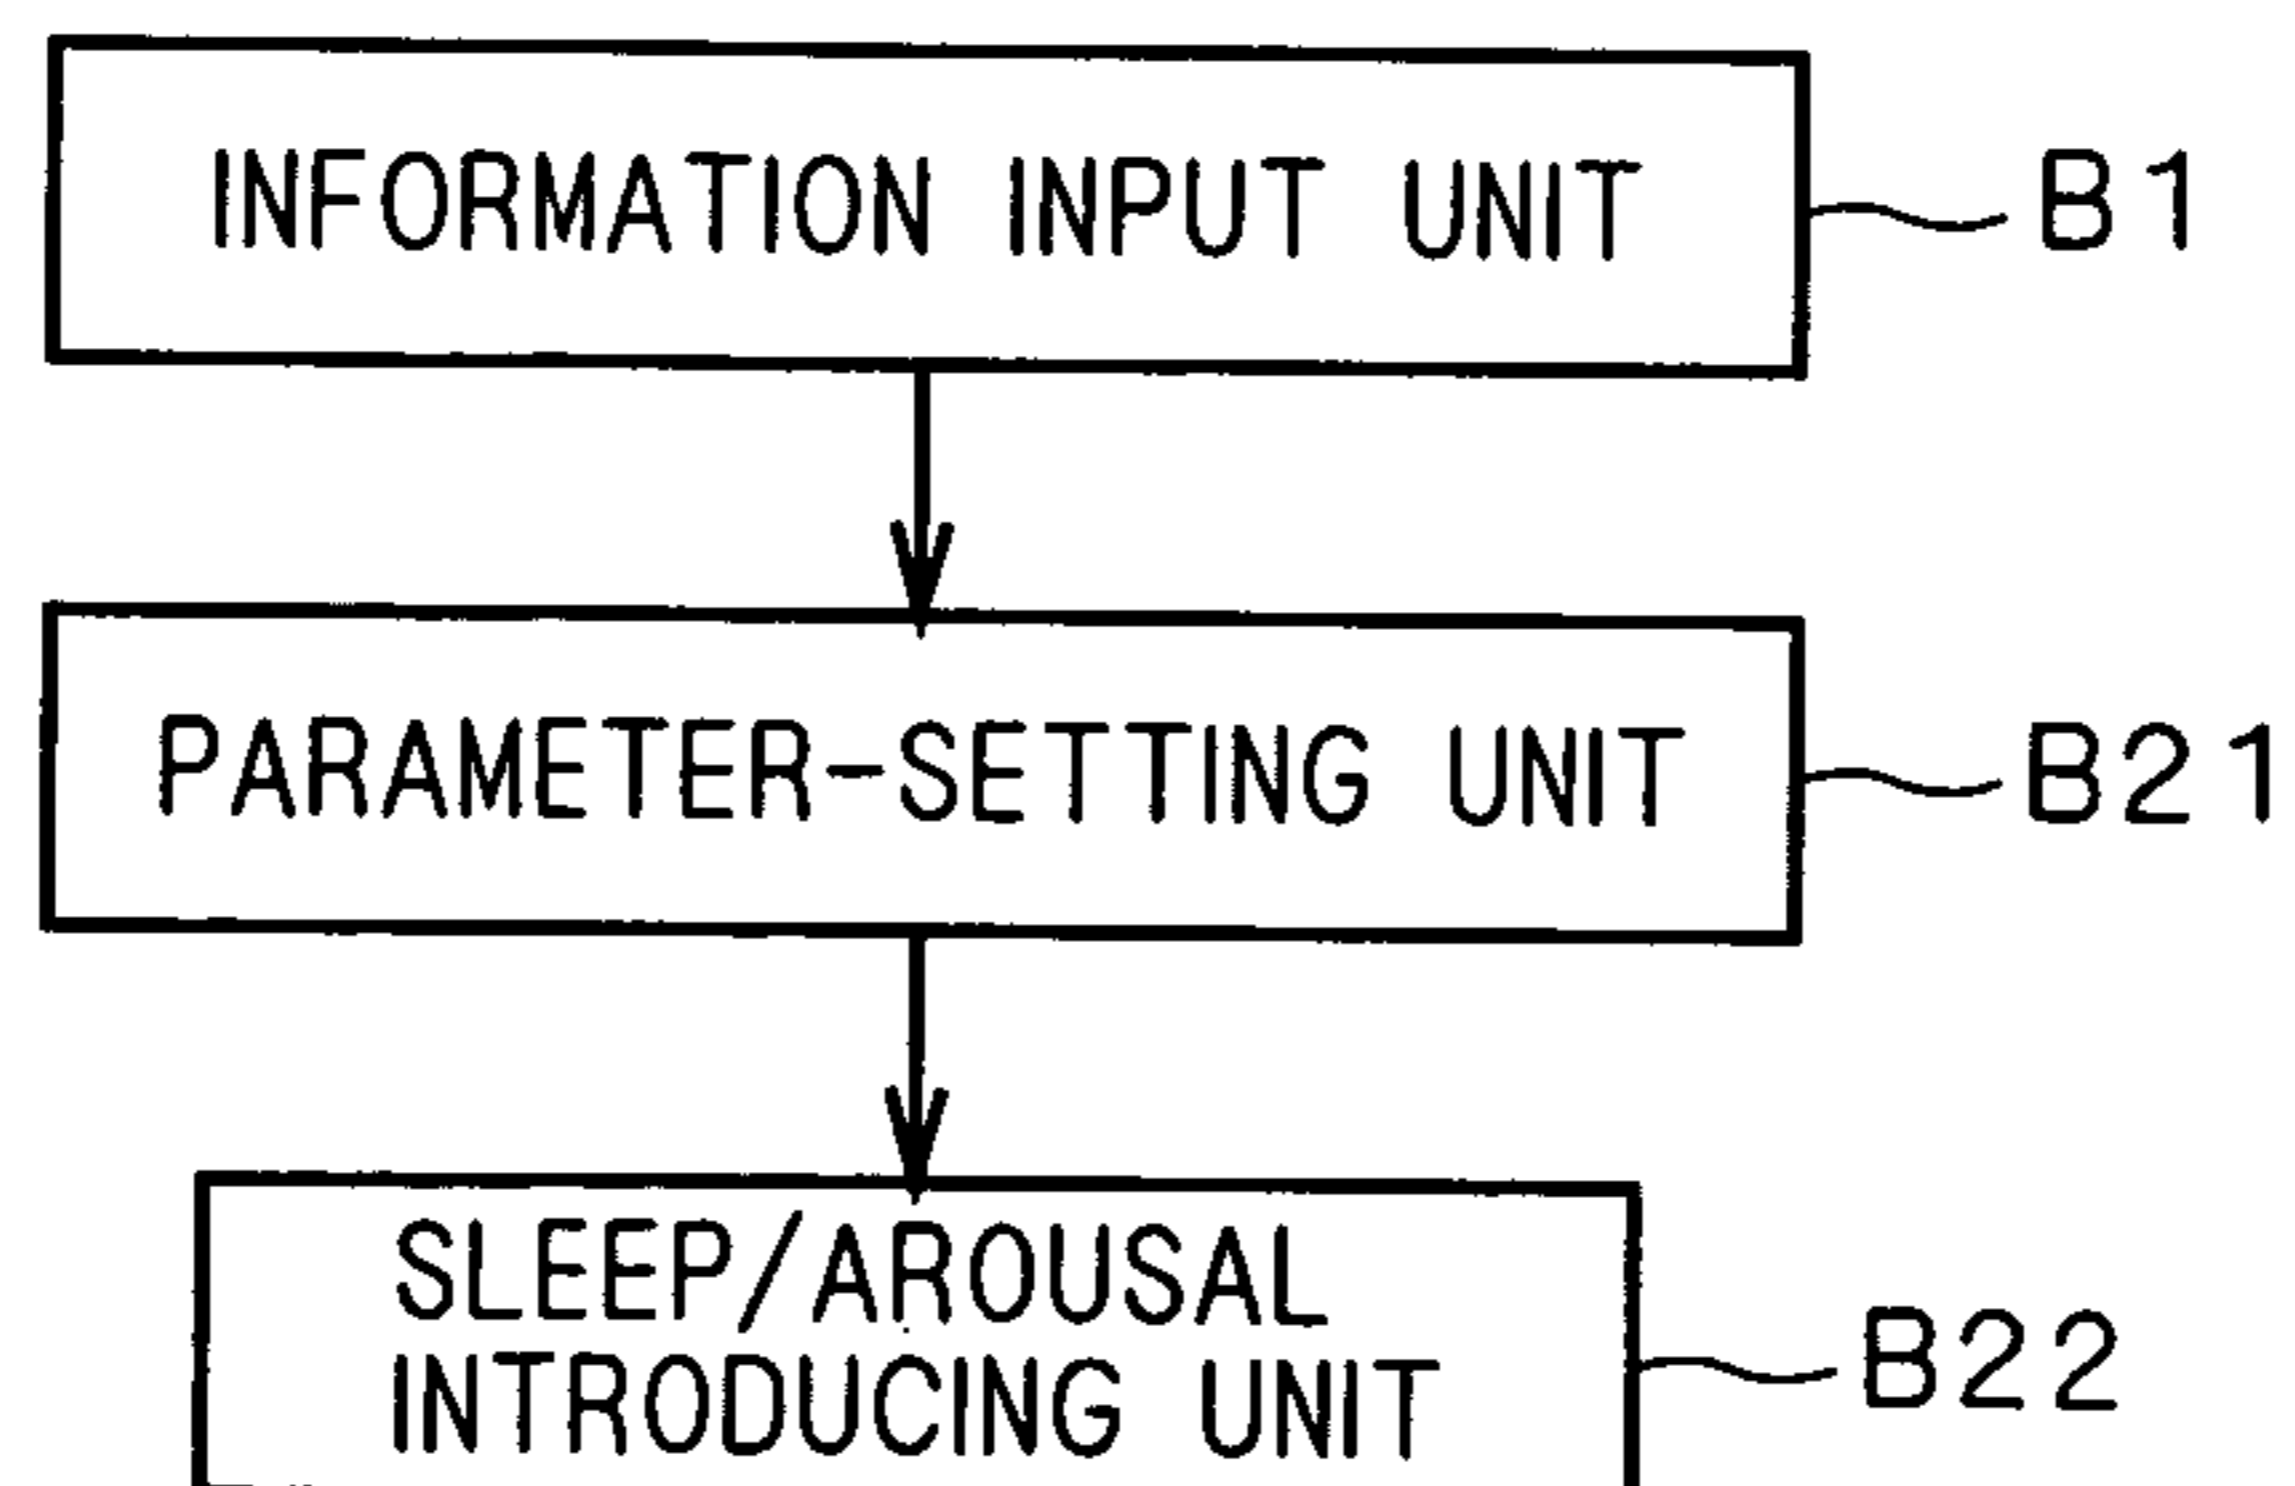 INFORMATION INPUT UNIT B1
PARAMETER-SETTING UNIT B21
SLEEP/AROUSAL
INTRODUCING UNIT B22